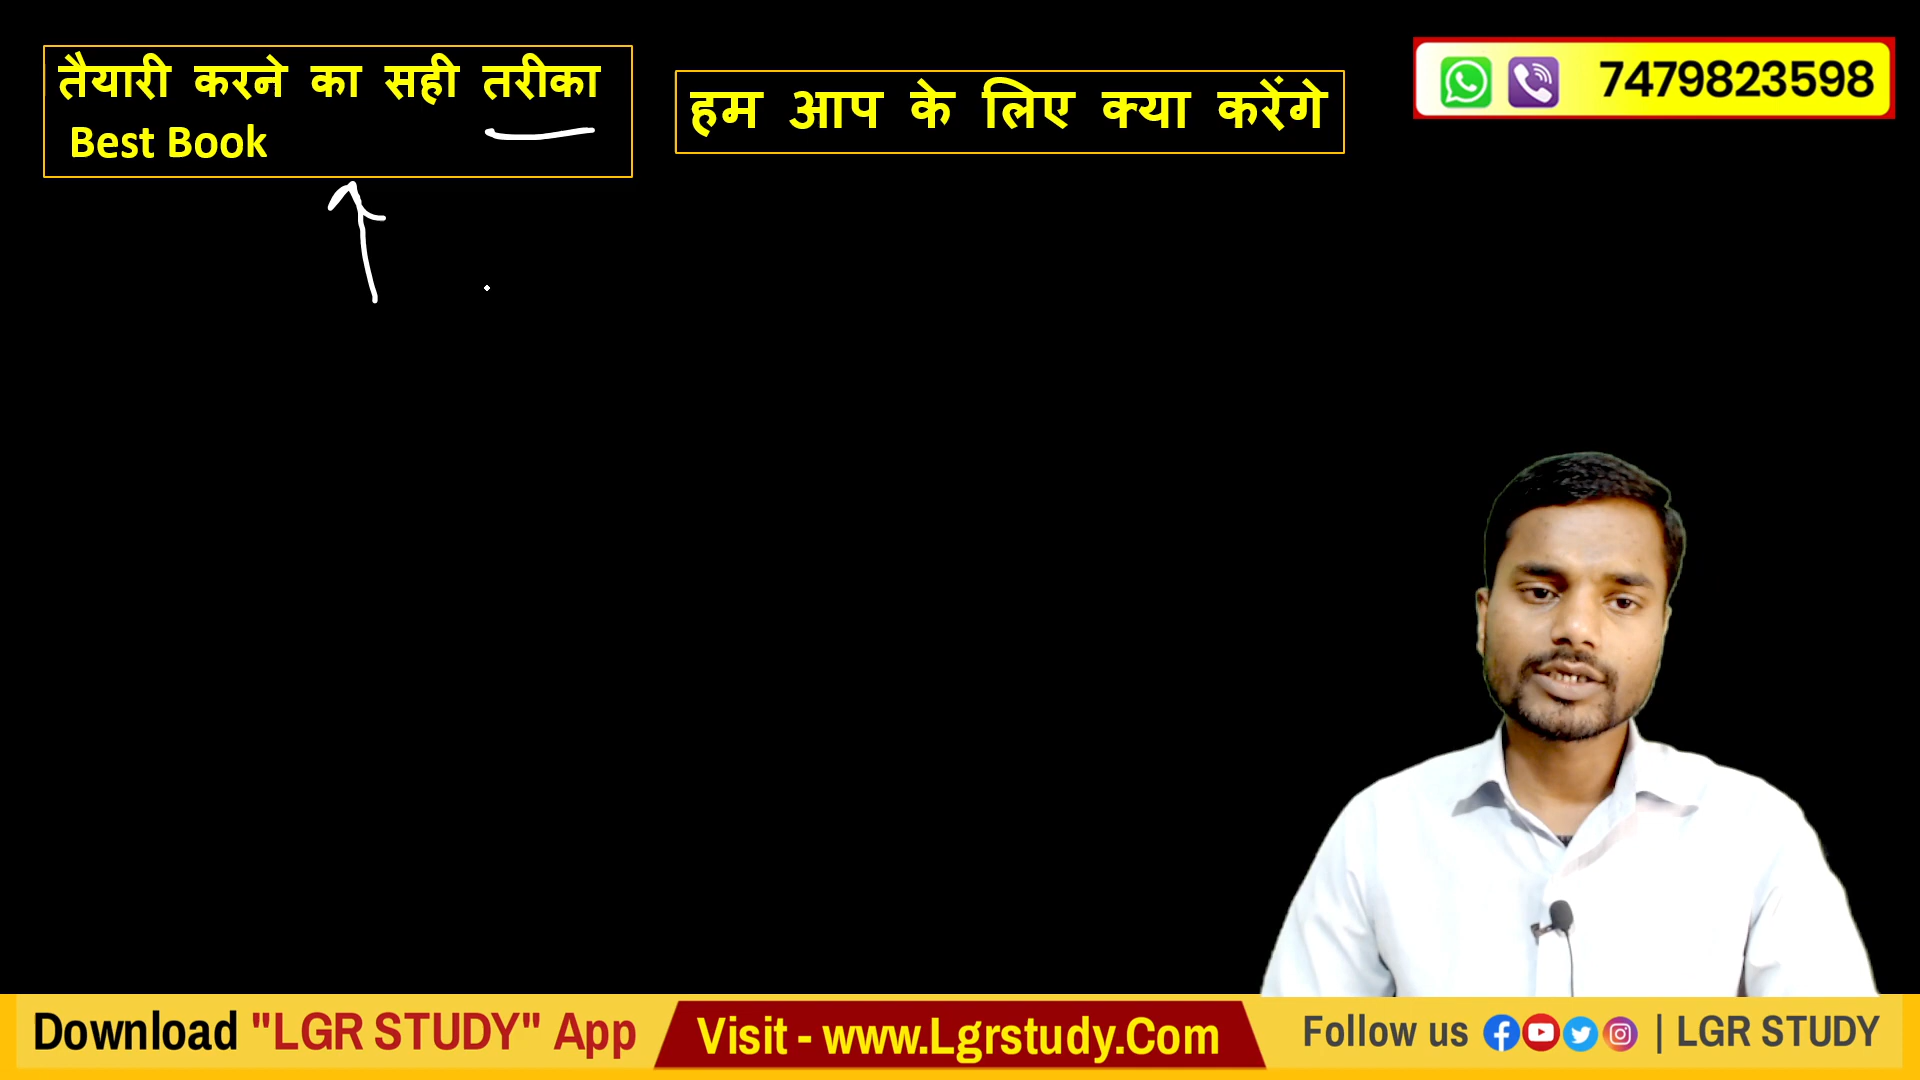 तैयारी करने का सही तरीका
Best Book
हम आप के लिए क्या करेंगे
7479823598
Download "LGR STUDY" App
Visit - www.Lgrstudy.Com
Follow us | LGR STUDY